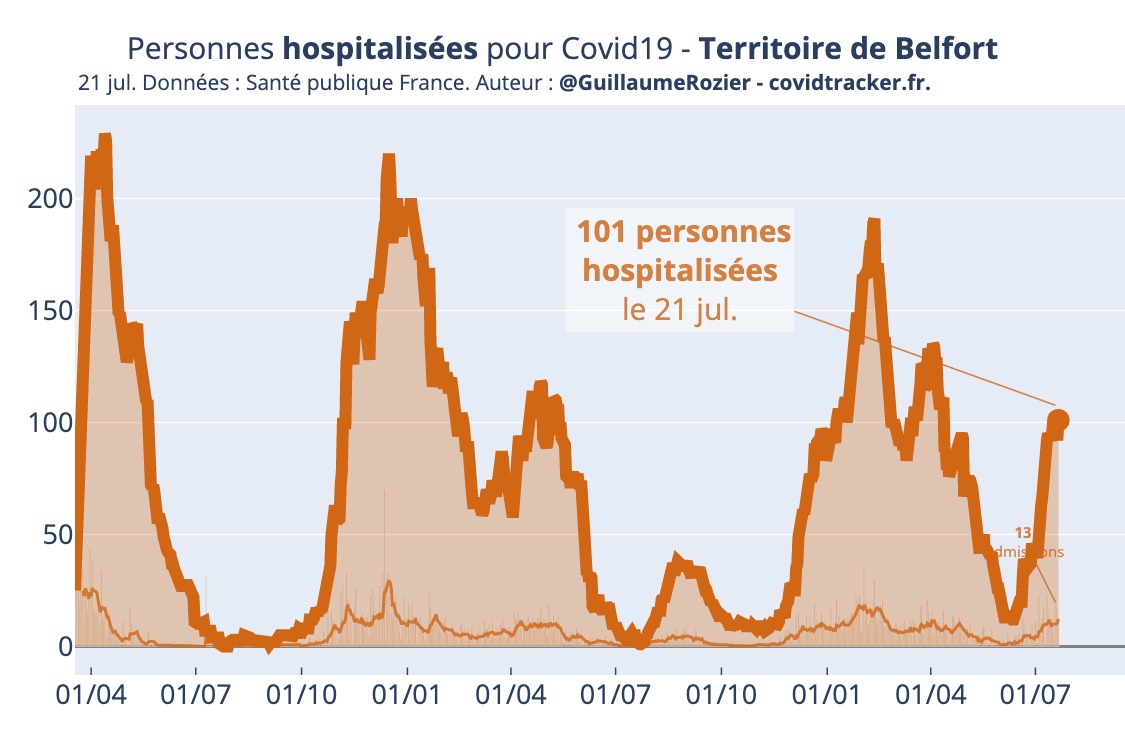 Personnes hospitalisées pour Covid19 - Territoire de Belfort
21 jul. Données : Santé publique France. Auteur : @GuillaumeRozier - covidtracker.fr.
200
150
100
50
0
101 personnes
hospitalisées
le 21 jul.
13
01/04 01/07 01/10 01/01 01/04 01/07 01/10 01/01 01/04 01/07